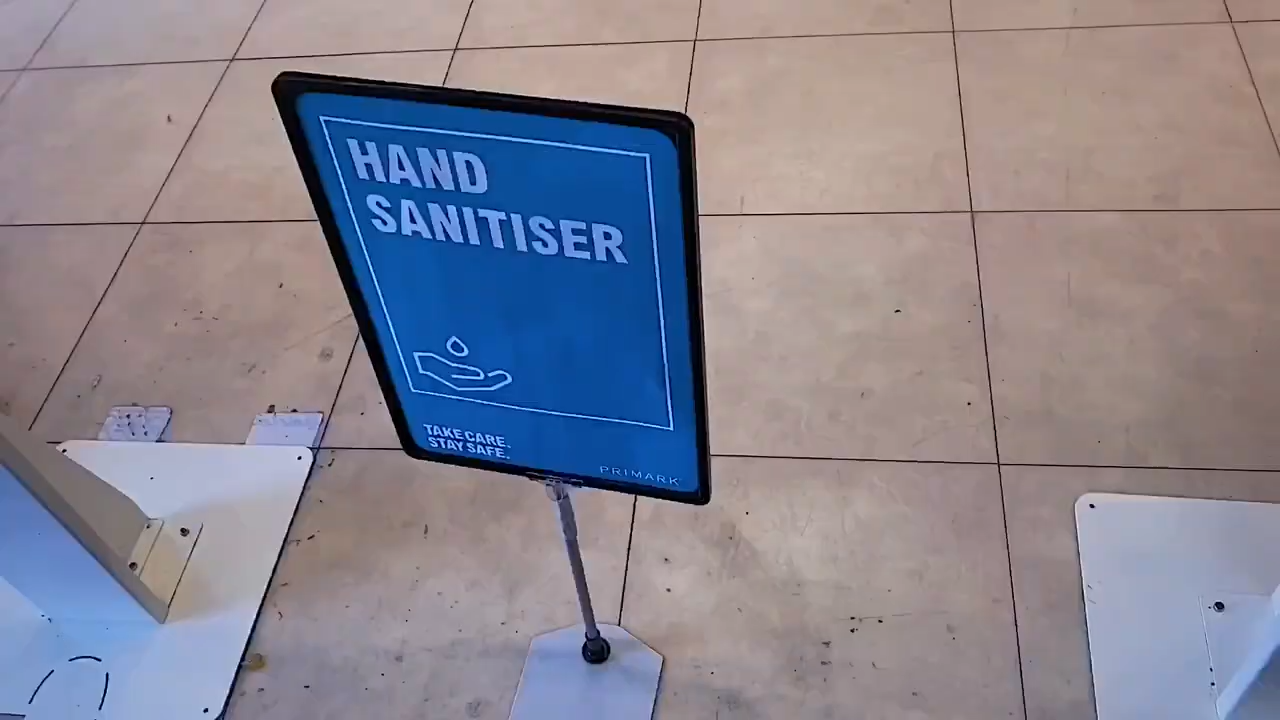 HAND
SANITISER
TAKE CARE.
STAY SAFE.
PRIMARK